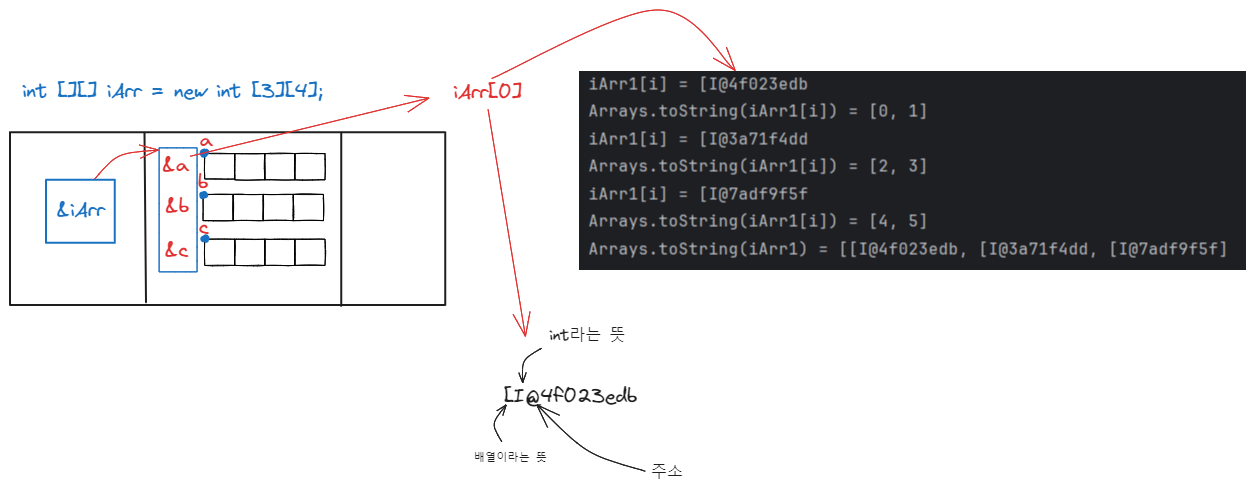 int [][] iArr = new int [3][4];
iArr[0]
&iArr
&a
&b
&c
a
b
c
iArr1[i] = [I@4f023edb
Arrays.toString(iArr1[i]) = [0, 1]
iArr1[i] = [I@3a71f4dd
Arrays.toString(iArr1[i]) = [2, 3]
iArr1[i] = [I@7adf9f5f
Arrays.toString(iArr1[i]) = [4, 5]
Arrays.toString(iArr1) = [[I@4f023edb, [I@3a71f4dd, [I@7adf9f5f]
int라는 뜻
[I@4f023edb
배열이라는 뜻
주소